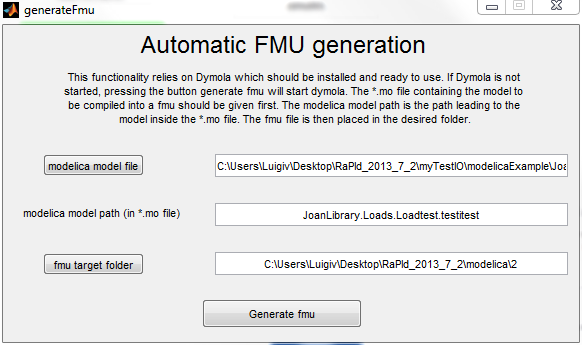 generateFmu
Automatic FMU generation
This functionality relies on Dymola which should be installed and ready to use. If Dymola is not
started, pressing the button generate fmu will start dymola. The *.mo file containing the model to
be compiled into a fmu should be given first. The modelica model path is the path leading to the
model inside the *.mo file. The fmu file is then placed in the desired folder.
modelica model file
C:\Users\Luigiv\Desktop\RaPId_2013_7_2\myTestIO\modelicaExample\Joa
modelica model path (in *.mo file)
JoanLibrary.Loads.Loadtest.testitest
fmu target folder
C:\Users\Luigiv\Desktop\RaPId_2013_7_2\modelica\2
Generate fmu